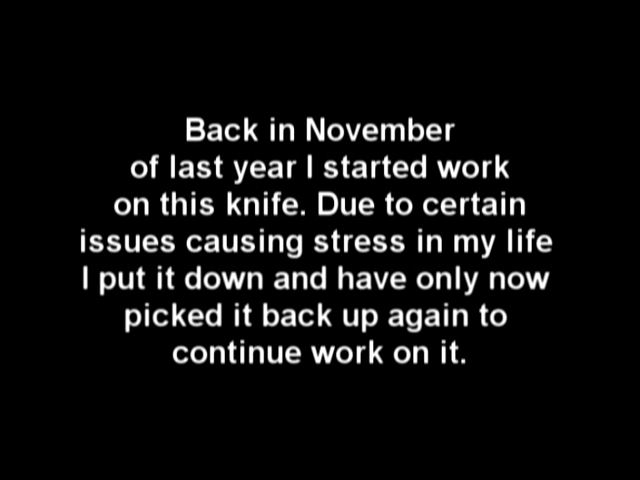 Back in November
of last year I started work
on this knife. Due to certain
issues causing stress in my life
I put it down and have only now
picked it back up again to
continue work on it.